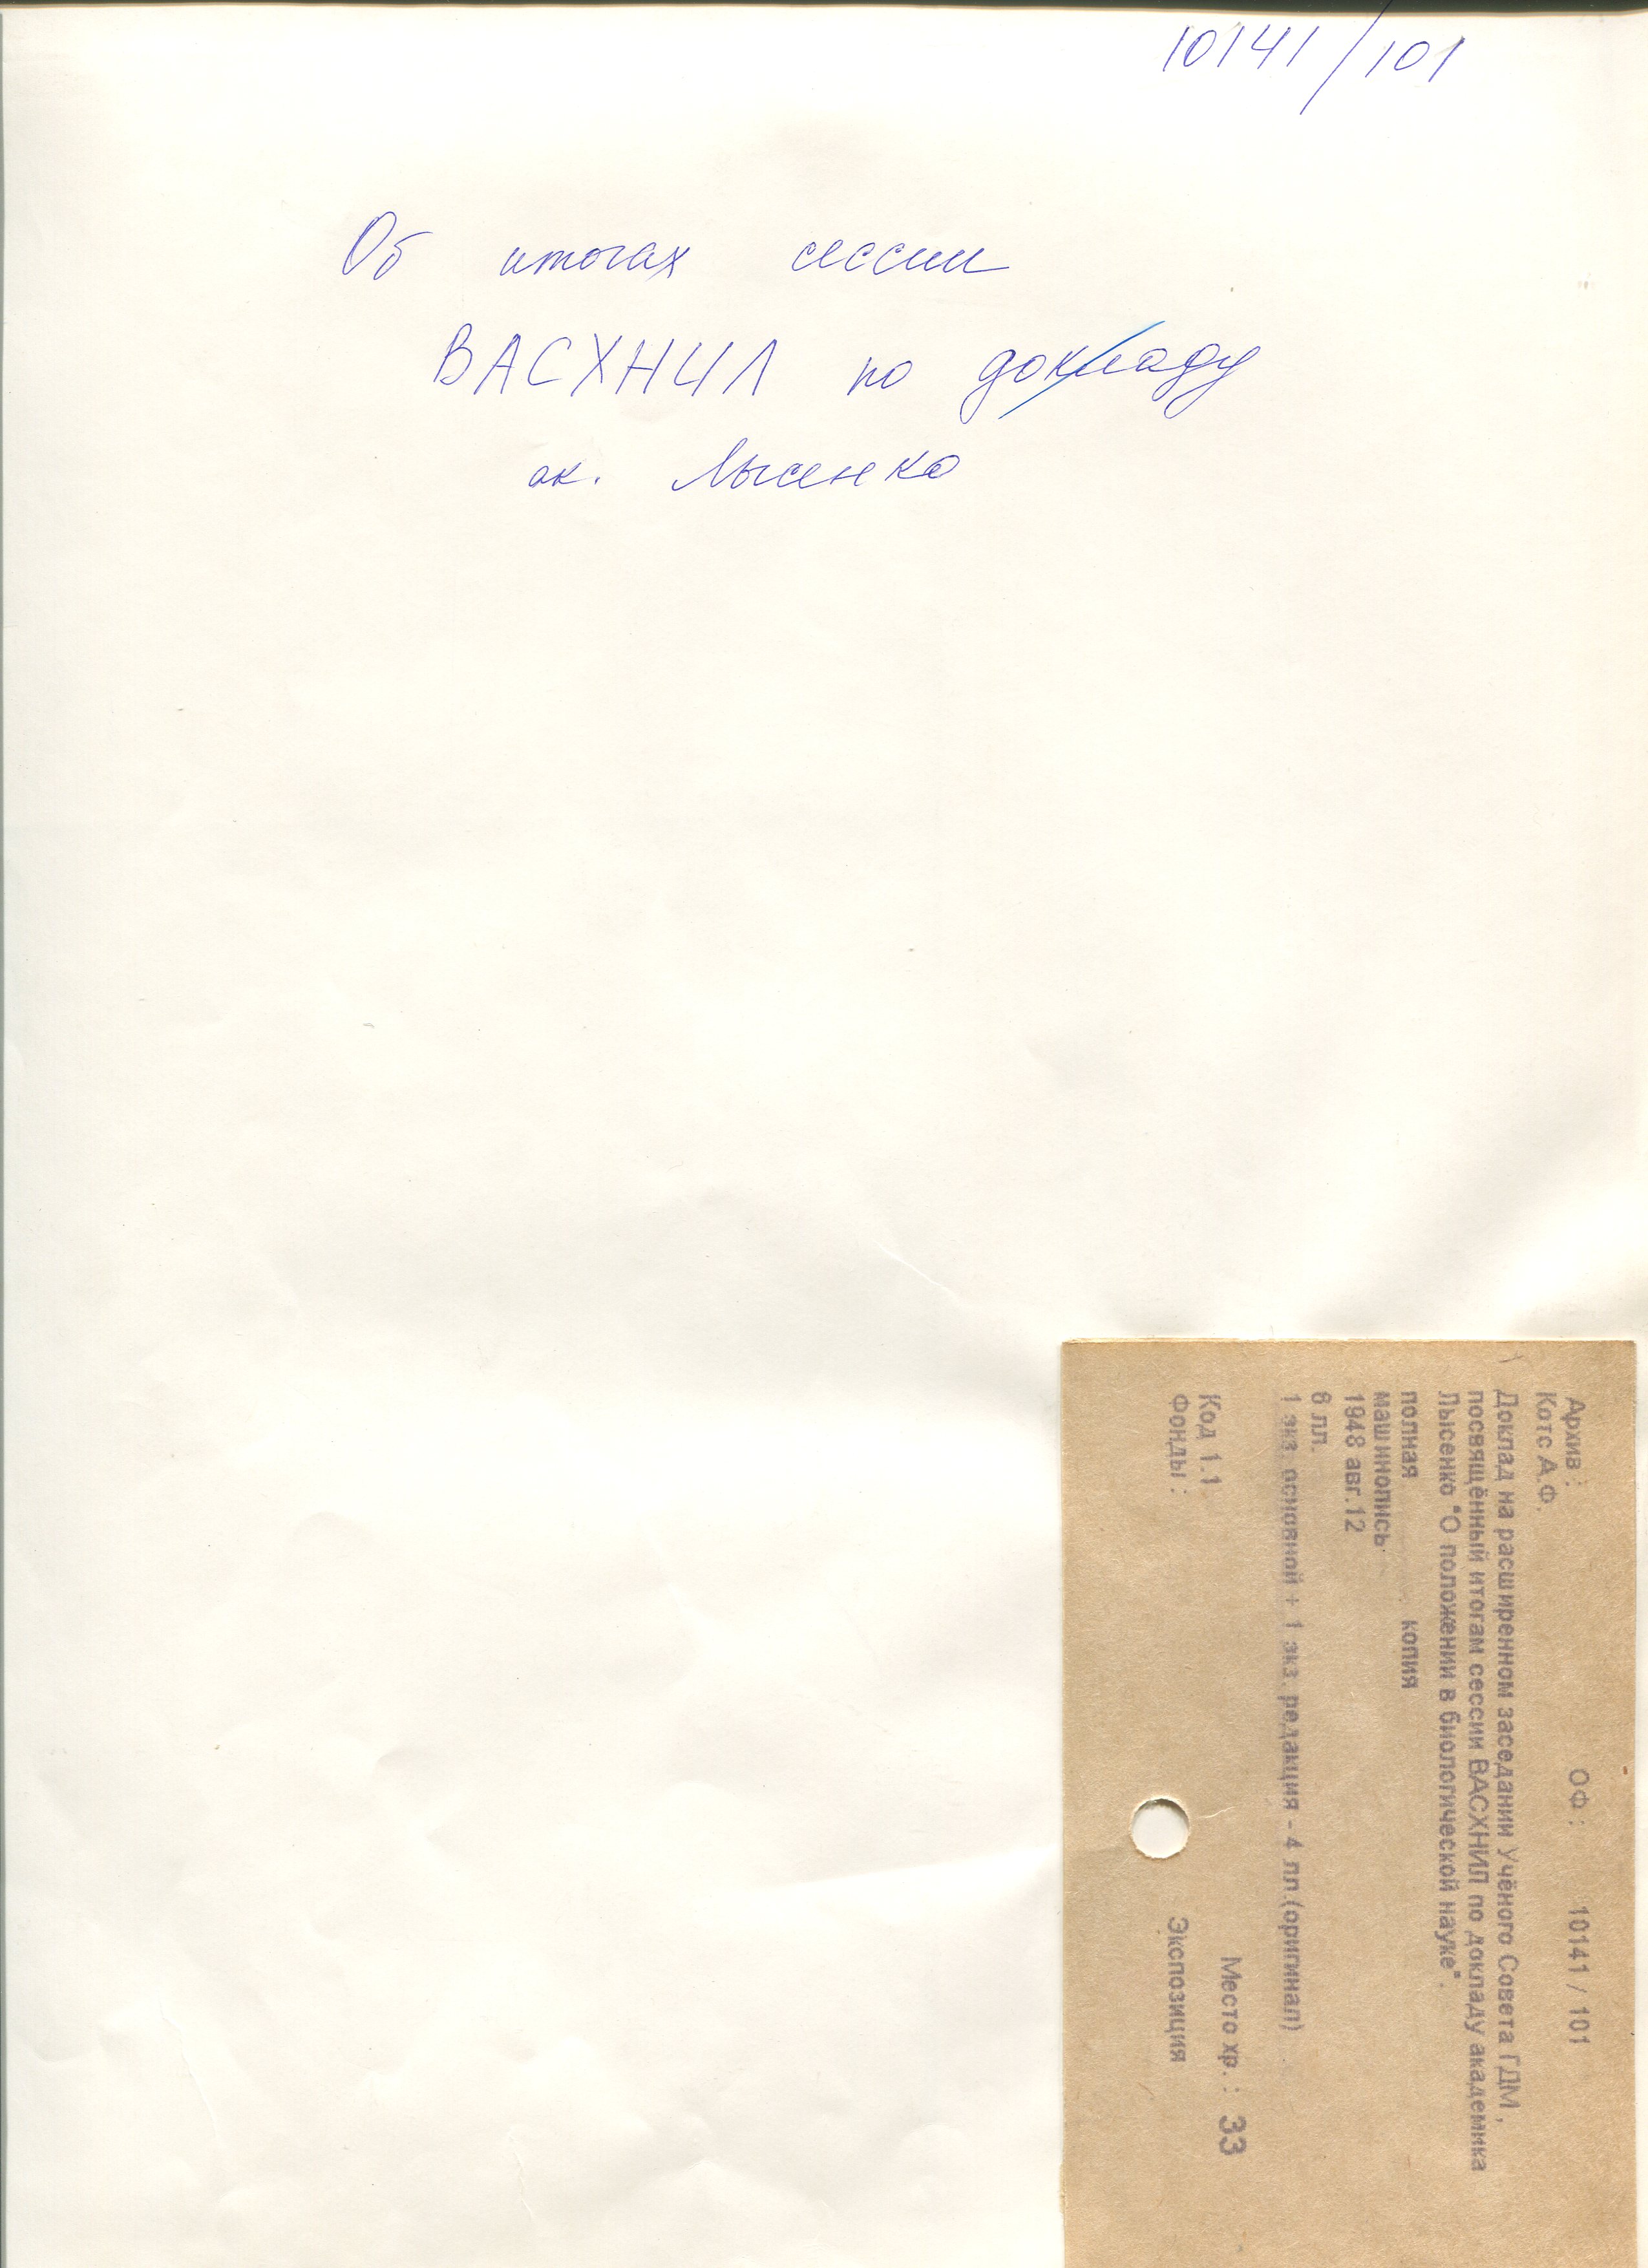 10141/101
Об итогах сессии
ВАСХНИЛ по докладу
ак. Лысенко
Архив : ОФ : 10141 / 101
Котс А.Ф.
Доклад на расширенном заседании Учёного Совета ГДМ ,
посвящённый итогам сессии ВАСХНИЛ по докладу академика
Лысенко "О положении в биологической науке".
полная копия
машинопись
1948 авг.12
6 лл.
1 экз. основной + 1 экз. редакция - 4 лл.(оригинал)
Код 1.1. Место хр. : 33
Фонды : Экспозиция